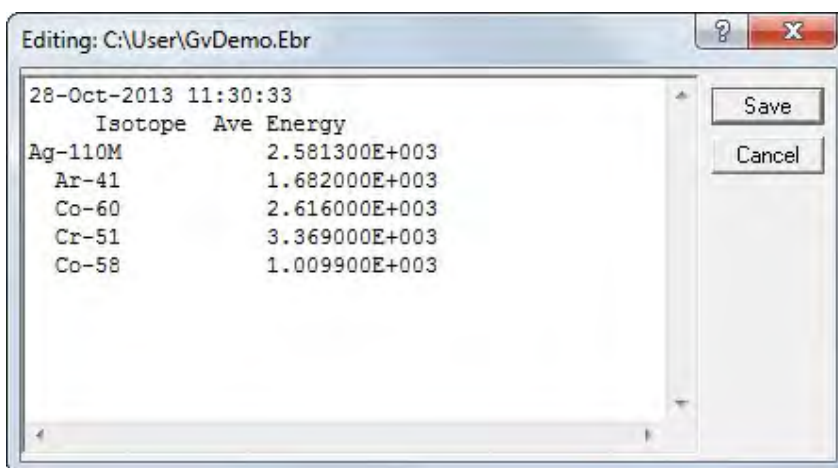 Editing: C:\User\GvDemo.Ebr
28-Oct-2013 11:30:33
Isotope Ave Energy
Ag-110M 2.581300E+003
Ar-41 1.682000E+003
Co-60 2.616000E+003
Cr-51 3.369000E+003
Co-58 1.009900E+003
Save
Cancel